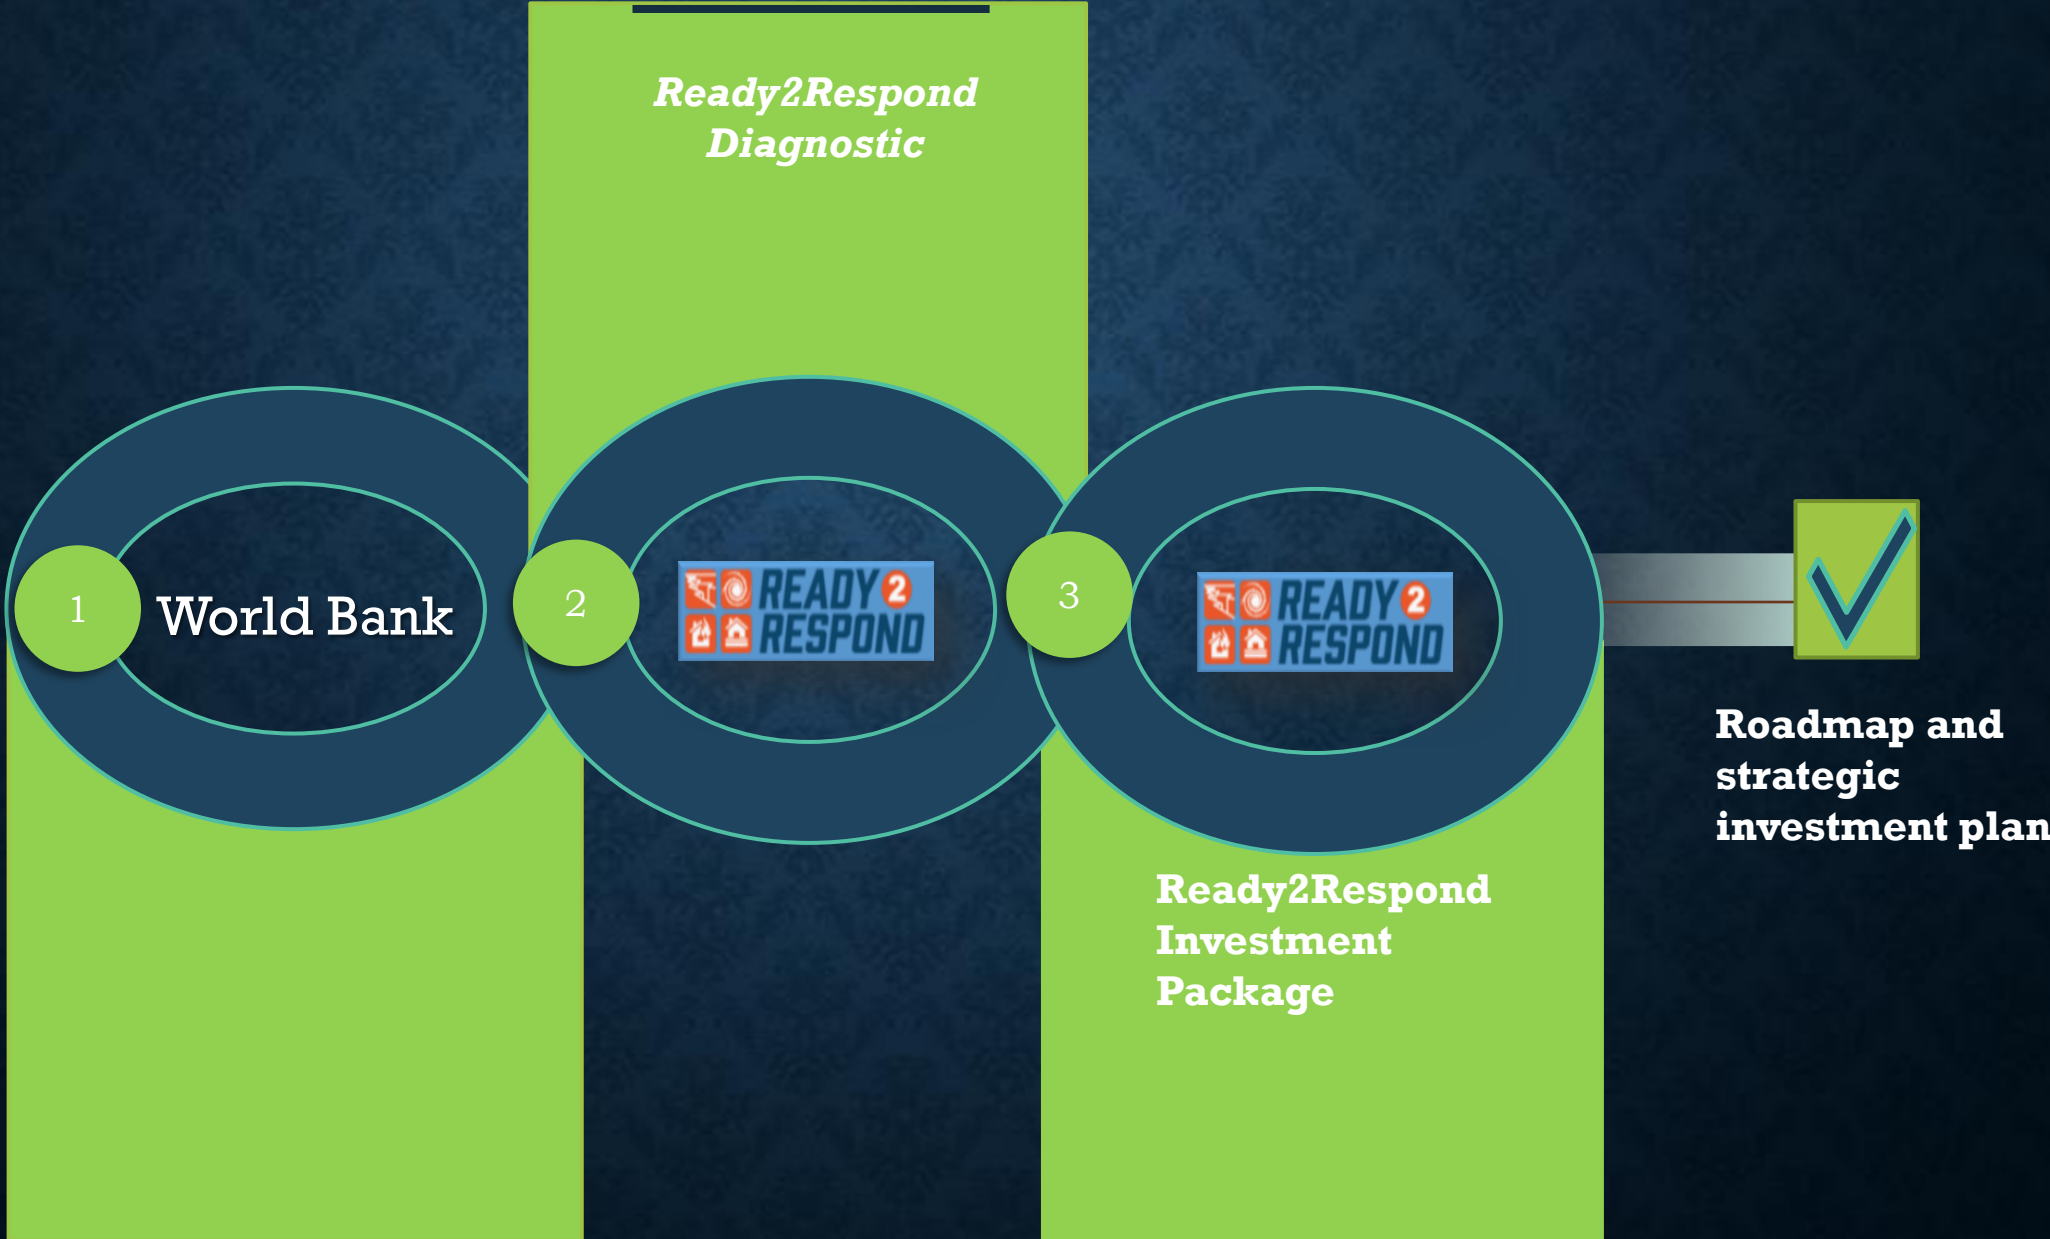 Ready2Respond
Diagnostic
1
World Bank
2
READY 2
RESPOND
3
READY 2
RESPOND
Roadmap and
strategic
investment plan
Ready2Respond
Investment
Package